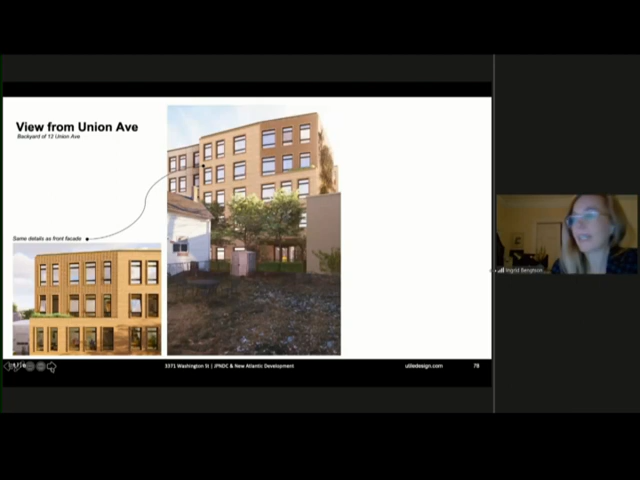 View from Union Ave
Backyard of 12 Union Ave
Same details as front facade
3371 Washington St | JPNDC & New Atlantic Development
utiledesign.com
78
Ingrid Bengtson